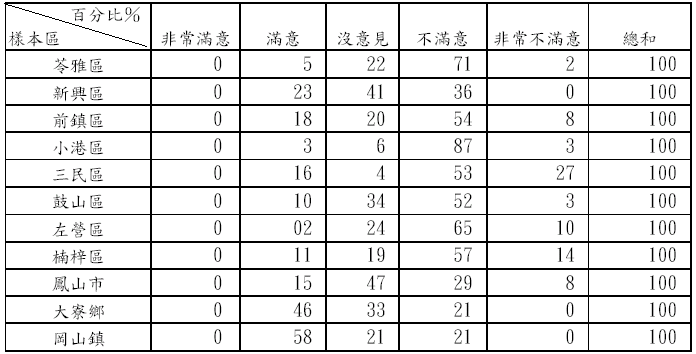 百分比%
樣本區 非常滿意 滿意 沒意見 不滿意 非常不滿意 總和
苓雅區 0 5 22 71 2 100
新興區 0 23 41 36 0 100
前鎮區 0 18 20 54 8 100
小港區 0 3 6 87 3 100
三民區 0 16 4 53 27 100
鼓山區 0 10 34 52 3 100
左營區 0 02 24 65 10 100
楠梓區 0 11 19 57 14 100
鳳山市 0 15 47 29 8 100
大寮鄉 0 46 33 21 0 100
岡山鎮 0 58 21 21 0 100